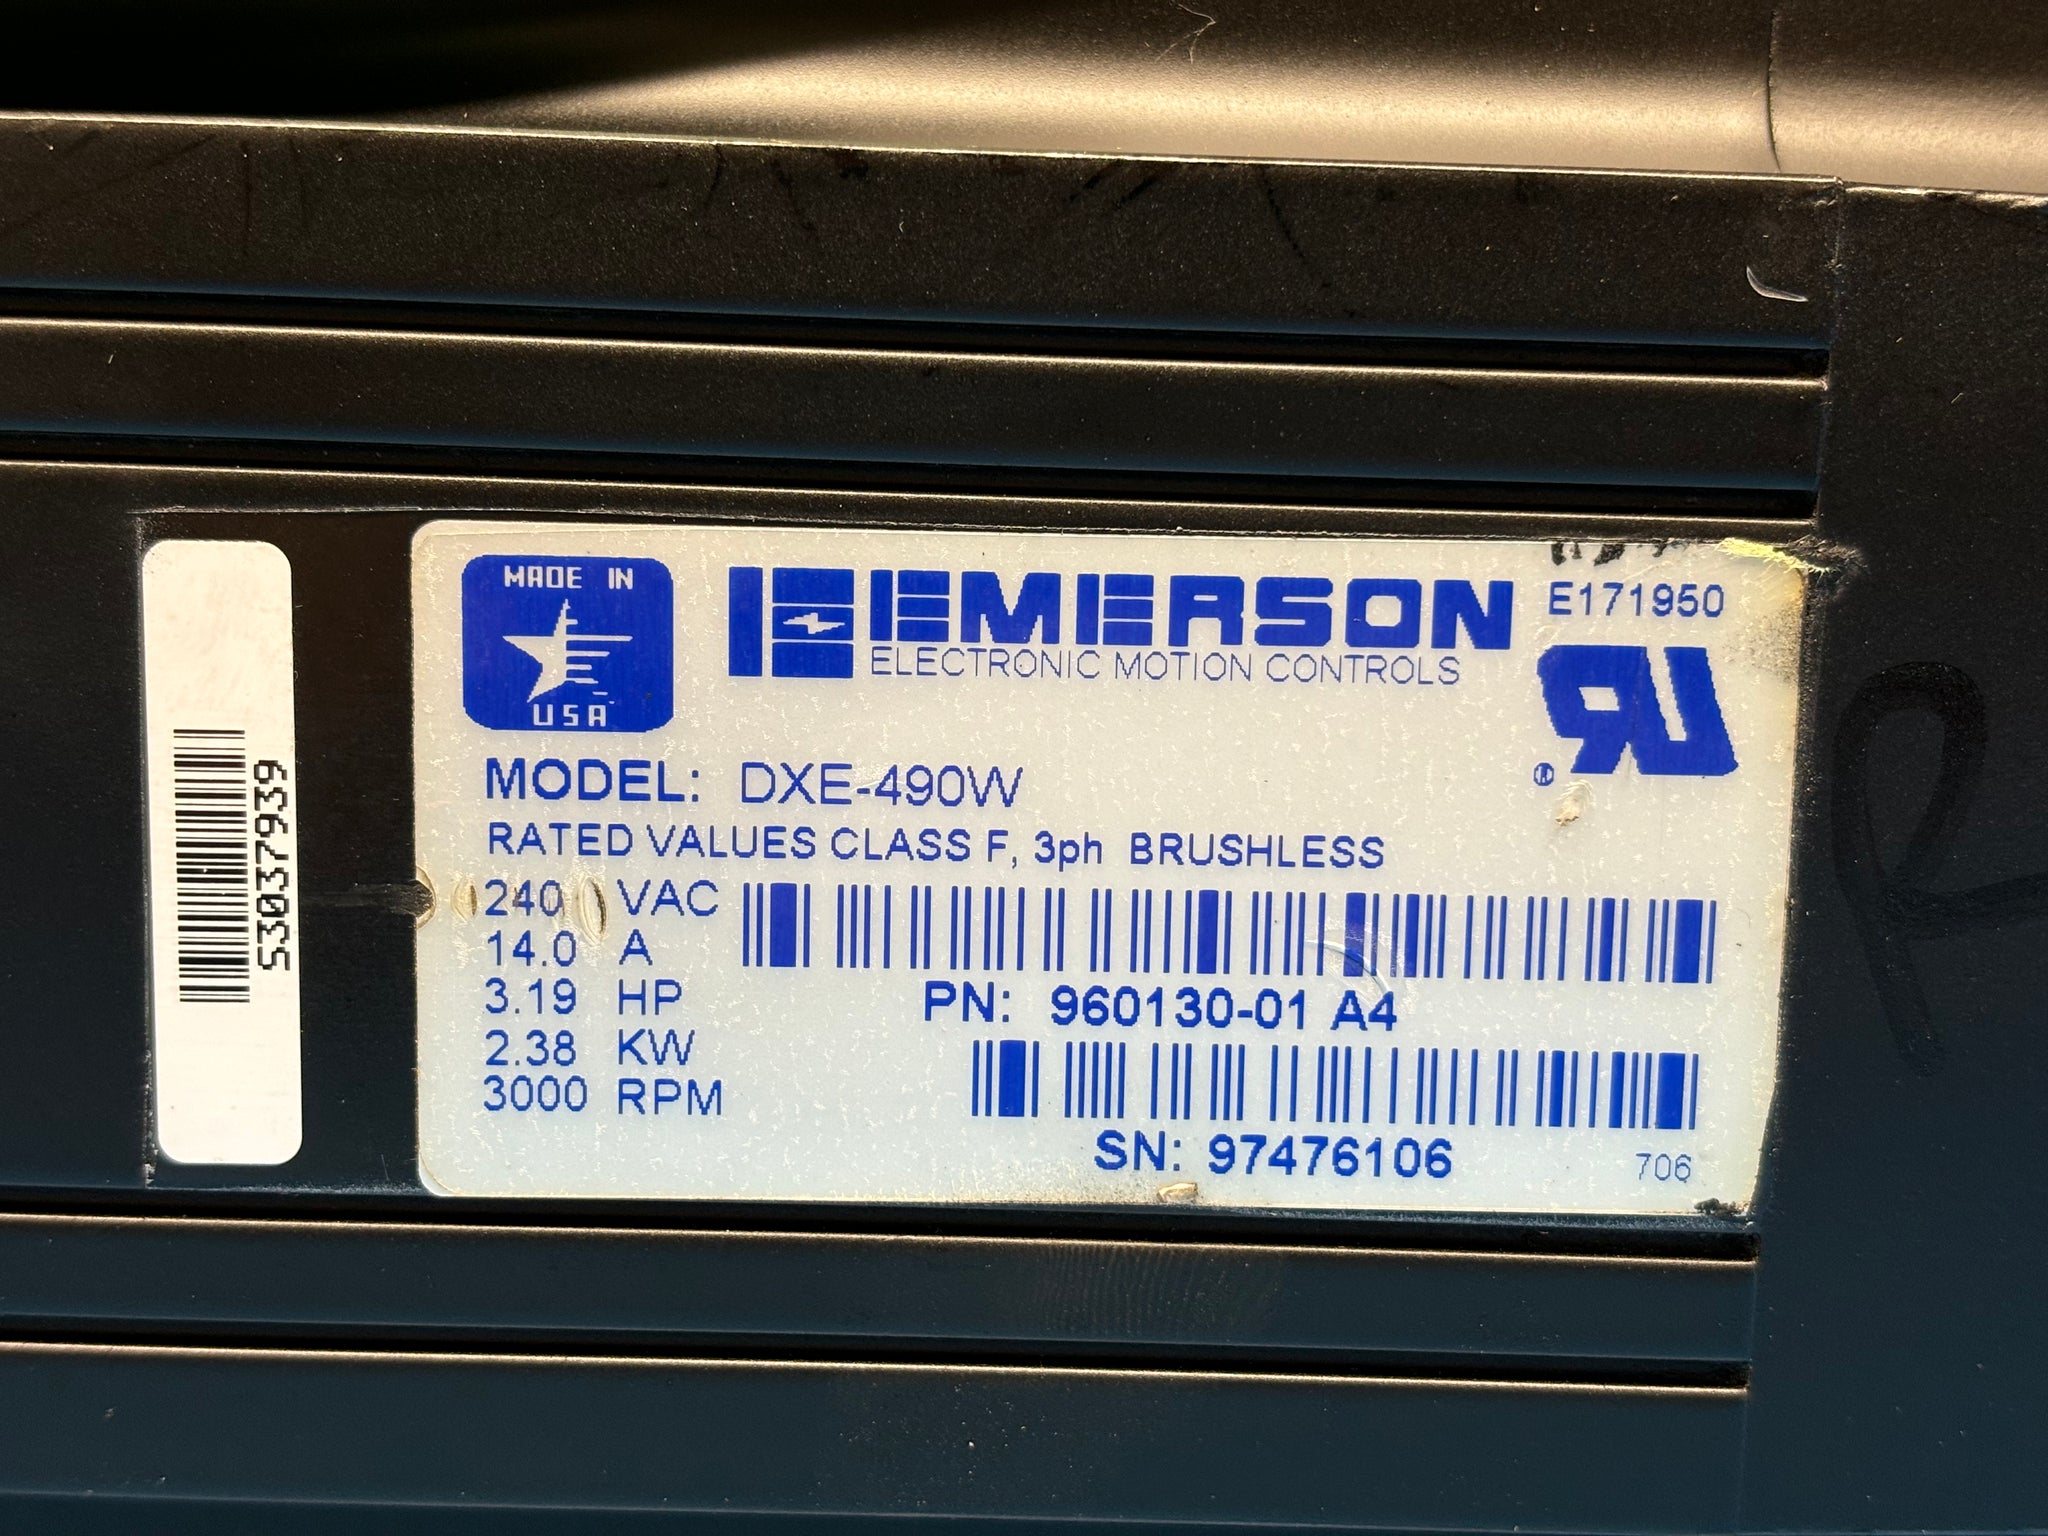 MADE IN
USA
EMERSON
ELECTRONIC MOTION CONTROLS
E171950
MODEL: DXE-490W
RATED VALUES CLASS F, 3ph BRUSHLESS
240 VAC
14.0 A
3.19 HP
2.38 KW
3000 RPM
PN: 960130-01 A4
SN: 97476106
706
53037939